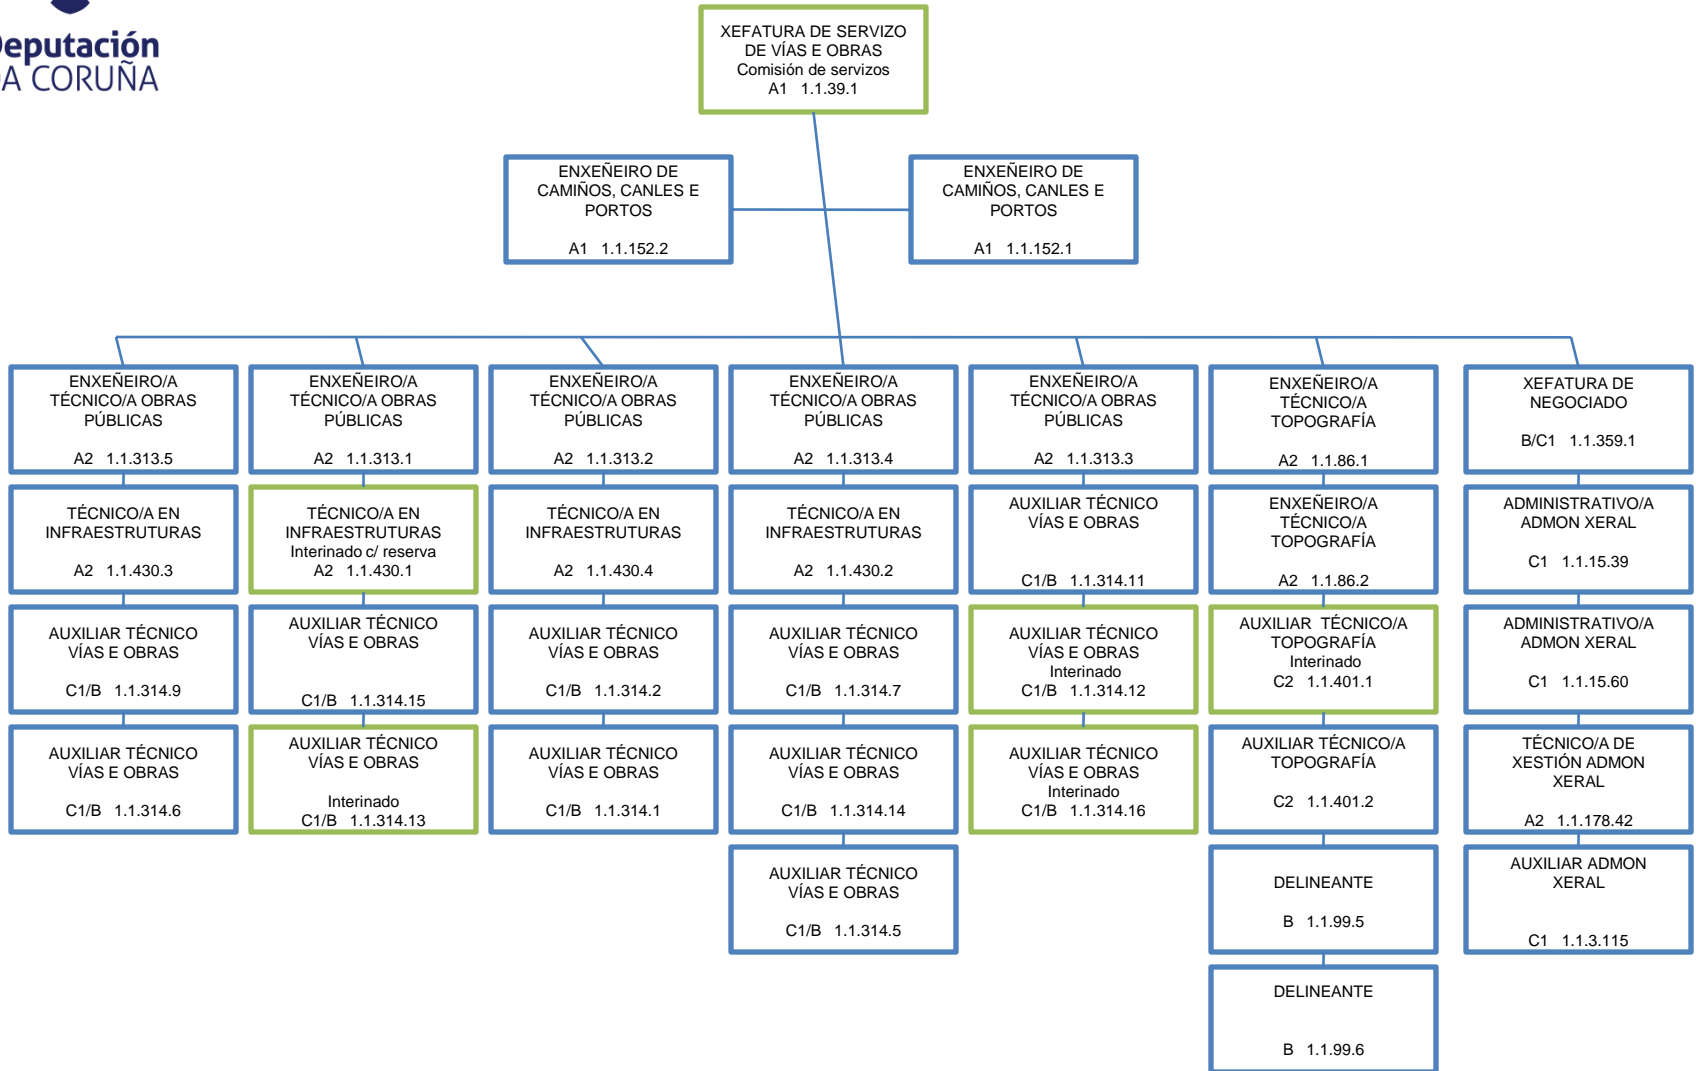 Deputación
DA CORUÑA
XEFATURA DE SERVIZO
DE VÍAS E OBRAS
Comisión de servizos
A1 1.1.39.1
ENXEÑEIRO DE
CAMIÑOS, CANLES E
PORTOS
A1 1.1.152.2
ENXEÑEIRO DE
CAMIÑOS, CANLES E
PORTOS
A1 1.1.152.1
ENXEÑEIRO/A
TÉCNICO/A OBRAS
PÚBLICAS
A2 1.1.313.5
ENXEÑEIRO/A
TÉCNICO/A OBRAS
PÚBLICAS
A2 1.1.313.1
ENXEÑEIRO/A
TÉCNICO/A OBRAS
PÚBLICAS
A2 1.1.313.2
ENXEÑEIRO/A
TÉCNICO/A OBRAS
PÚBLICAS
A2 1.1.313.4
ENXEÑEIRO/A
TÉCNICO/A OBRAS
PÚBLICAS
A2 1.1.313.3
ENXEÑEIRO/A
TÉCNICO/A
TOPOGRAFÍA
A2 1.1.86.1
XEFATURA DE
NEGOCIADO
B/C1 1.1.359.1
TÉCNICO/A EN
INFRAESTRUTURAS
A2 1.1.430.3
TÉCNICO/A EN
INFRAESTRUTURAS
Interinado c/ reserva
A2 1.1.430.1
TÉCNICO/A EN
INFRAESTRUTURAS
A2 1.1.430.4
TÉCNICO/A EN
INFRAESTRUTURAS
A2 1.1.430.2
AUXILIAR TÉCNICO
VÍAS E OBRAS
C1/B 1.1.314.11
ENXEÑEIRO/A
TÉCNICO/A
TOPOGRAFÍA
A2 1.1.86.2
ADMINISTRATIVO/A
ADMON XERAL
C1 1.1.15.39
AUXILIAR TÉCNICO
VÍAS E OBRAS
C1/B 1.1.314.9
AUXILIAR TÉCNICO
VÍAS E OBRAS
C1/B 1.1.314.15
AUXILIAR TÉCNICO
VÍAS E OBRAS
C1/B 1.1.314.2
AUXILIAR TÉCNICO
VÍAS E OBRAS
C1/B 1.1.314.7
AUXILIAR TÉCNICO
VÍAS E OBRAS
Interinado
C1/B 1.1.314.12
AUXILIAR TÉCNICO/A
TOPOGRAFÍA
Interinado
C2 1.1.401.1
ADMINISTRATIVO/A
ADMON XERAL
C1 1.1.15.60
AUXILIAR TÉCNICO
VÍAS E OBRAS
C1/B 1.1.314.6
AUXILIAR TÉCNICO
VÍAS E OBRAS
Interinado
C1/B 1.1.314.13
AUXILIAR TÉCNICO
VÍAS E OBRAS
C1/B 1.1.314.1
AUXILIAR TÉCNICO
VÍAS E OBRAS
C1/B 1.1.314.14
AUXILIAR TÉCNICO
VÍAS E OBRAS
Interinado
C1/B 1.1.314.16
AUXILIAR TÉCNICO/A
TOPOGRAFÍA
C2 1.1.401.2
TÉCNICO/A DE
XESTIÓN ADMON
XERAL
A2 1.1.178.42
AUXILIAR TÉCNICO
VÍAS E OBRAS
C1/B 1.1.314.5
DELINEANTE
B 1.1.99.5
AUXILIAR ADMON
XERAL
C1 1.1.3.115
DELINEANTE
B 1.1.99.6